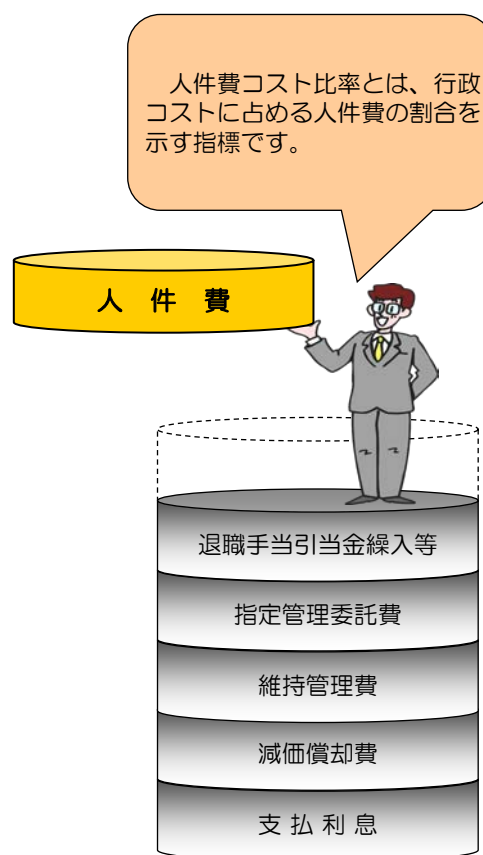 人件費コスト比率とは、行政
コストに占める人件費の割合を
示す指標です。
人　件　費
退職手当引当金繰入等
指定管理委託費
維持管理費
減価償却費
支 払 利 息